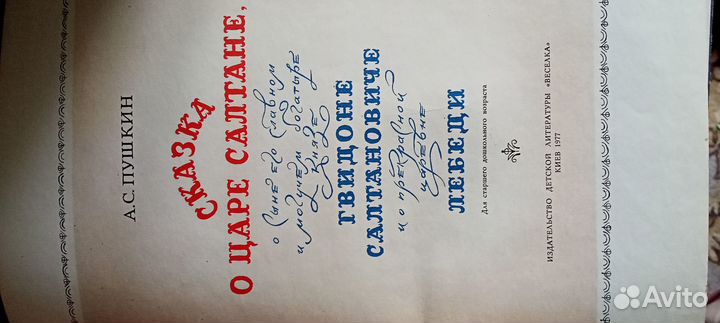 А.С.ПУШКИН
СКАЗКА
О ЦАРЕ САЛТАНЕ,
о сыне его славном
и могучем богатыре
князе
ГВИДОНЕ
САЛТАНОВИЧЕ
и о прекрасной
царевне
ЛЕБЕДИ
Для старшего дошкольного возраста
ИЗДАТЕЛЬСТВО ДЕТСКОЙ ЛИТЕРАТУРЫ «ВЕСЕЛКА»
КИЕВ 1977
Avito